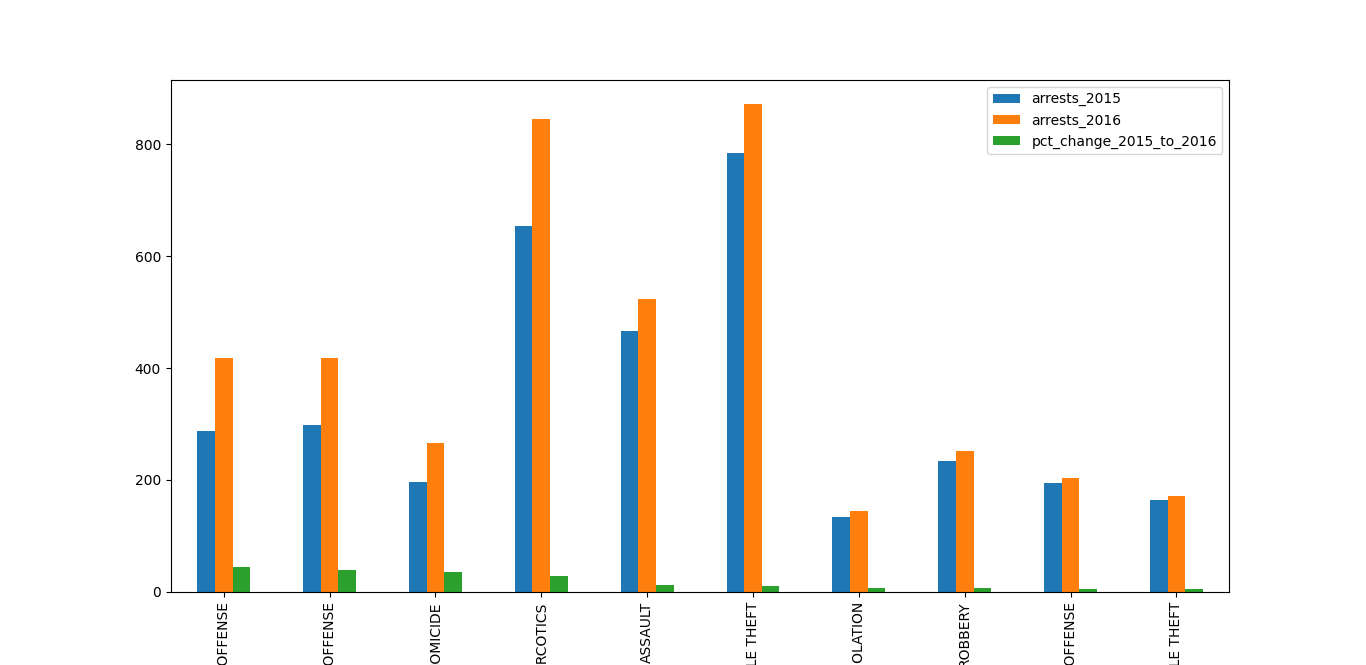 arrests_2015
arrests_2016
pct_change_2015_to_2016
800
600
400
200
0
OFFENSE
OFFENSE
OMICIDE
RCOTICS
ASSAULT
LE THEFT
OLATION
ROBBERY
OFFENSE
LE THEFT